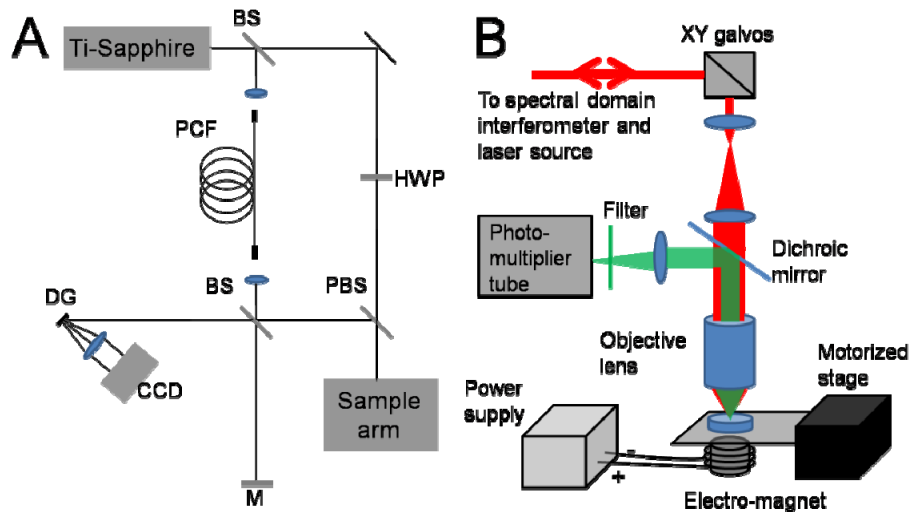 A
BS
Ti-Sapphire
PCF
HWP
BS
PBS
DG
CCD
Sample
arm
M
B
XY galvos
To spectral domain
interferometer and
laser source
Filter
Photo-
multiplier
tube
Dichroic
mirror
Objective
lens
Motorized
stage
Power
supply
-
+
Electro-magnet